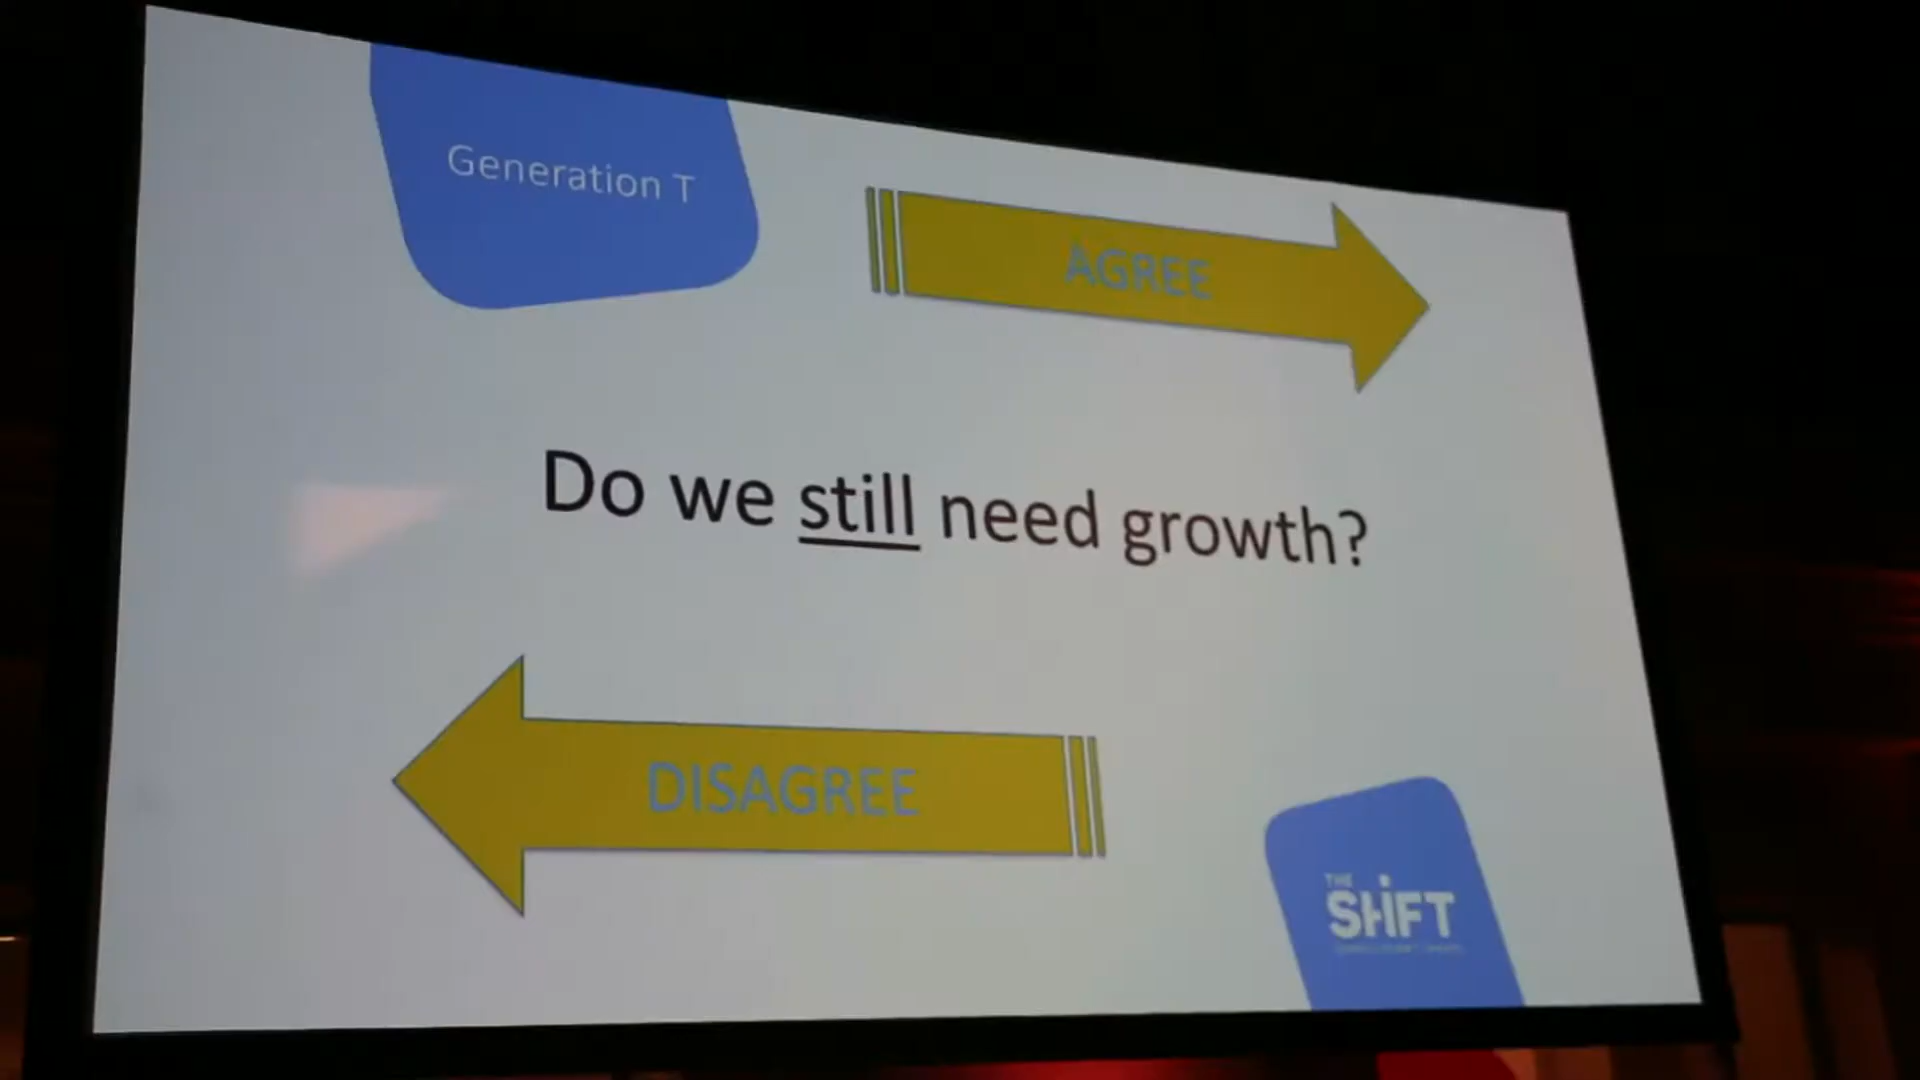 Generation T
AGREE
Do we still need growth?
DISAGREE
THE
SHiFT